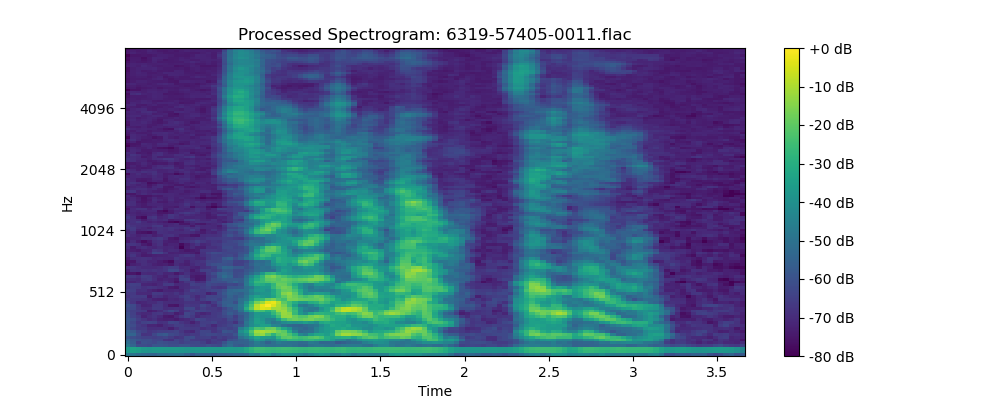 Processed Spectrogram: 6319-57405-0011.flac
Hz
4096
2048
1024
512
0
0 0.5 1 1.5 2 2.5 3 3.5
Time
+0 dB
-10 dB
-20 dB
-30 dB
-40 dB
-50 dB
-60 dB
-70 dB
-80 dB